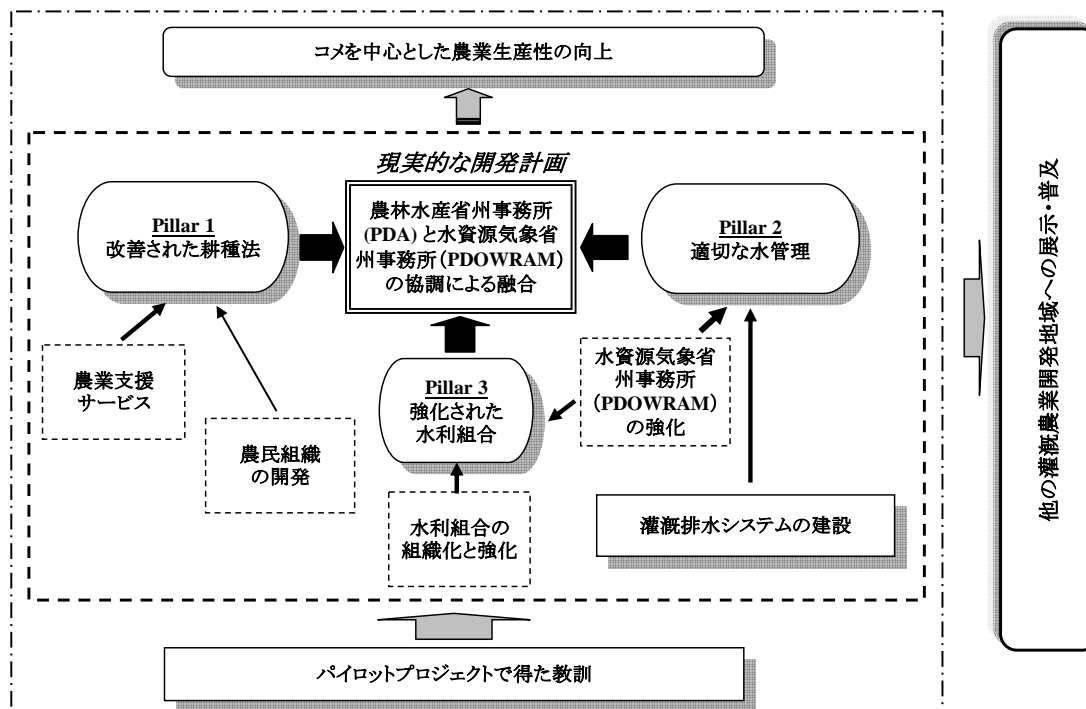 コメを中心とした農業生産性の向上
現実的な開発計画
Pillar 1
改善された耕種法
農林水産省州事務所
(PDA) と水資源気象省
州事務所（PDOWRAM）
の協調による融合
Pillar 2
適切な水管理
農業支援
サービス
農民組織
の開発
Pillar 3
強化された
水利組合
水資源気象省
州事務所
（PDOWRAM）
の強化
水利組合の
組織化と強化
灌漑排水システムの建設
パイロットプロジェクトで得た教訓
他の灌漑農業開発地域への展示・普及